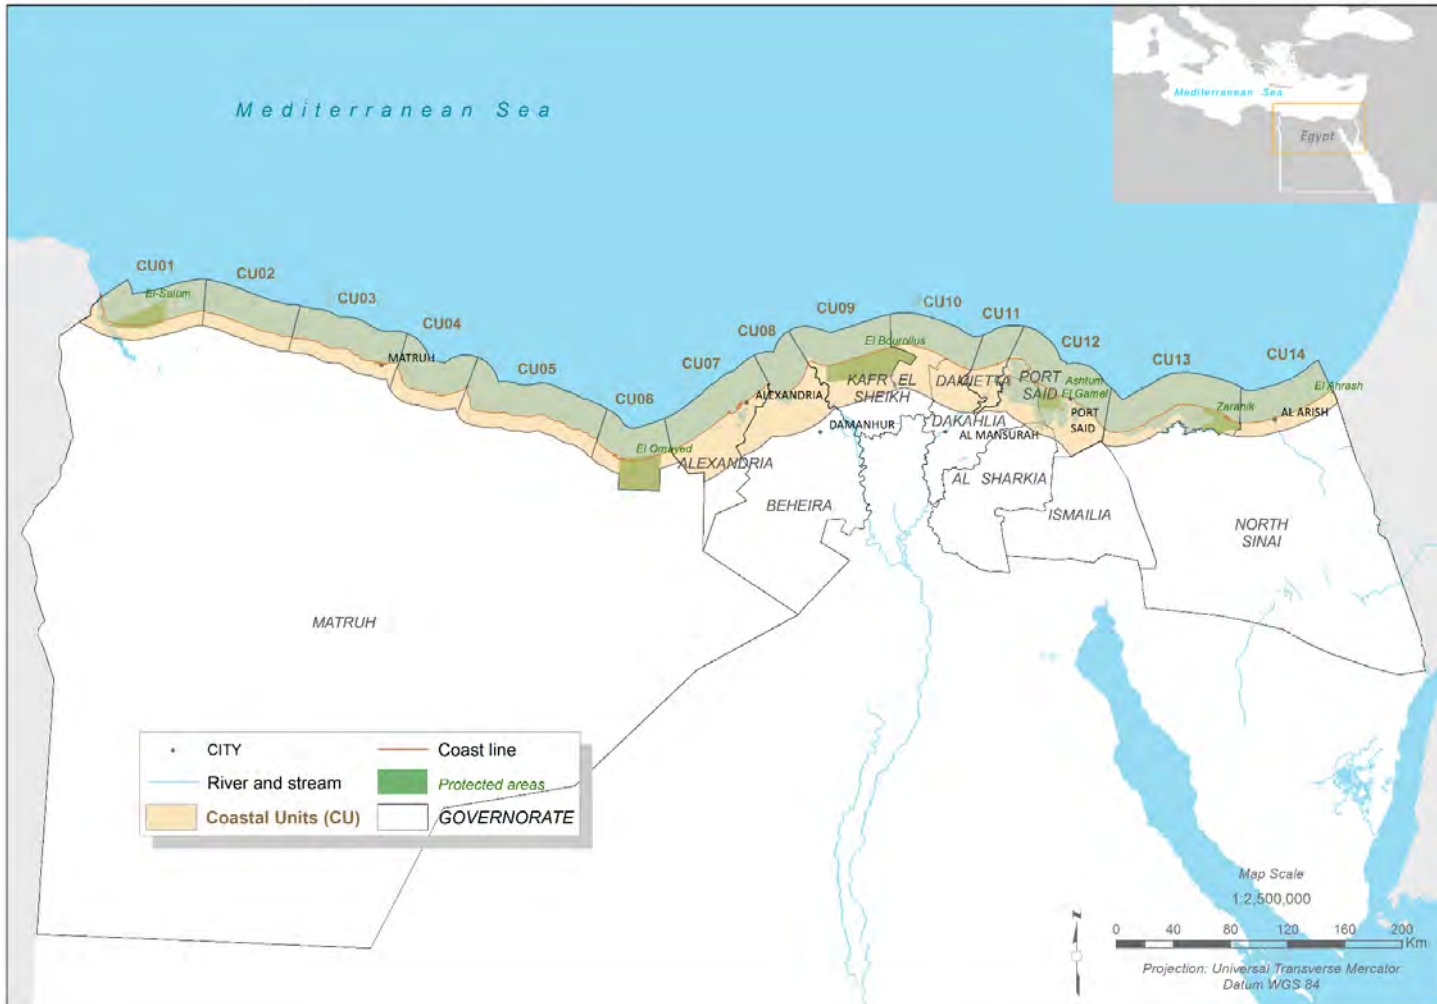 Mediterranean Sea
Mediterranean Sea
Egypt
CU01
CU02
CU03
CU04
CU05
CU06
CU07
CU08
CU09
CU10
CU11
CU12
CU13
CU14
El-Salum
MATRUH
El Omayed
ALEXANDRIA
El Bourollus
KAFR EL
SHEIKH
DAMIETTA
PORT
SAID
Ashtum
El Gamel
PORT
SAID
Zaranik
AL ARISH
El Ahrash
DAMANHUR
DAKAHLIA
AL MANSURAH
ALEXANDRIA
BEHEIRA
AL SHARKIA
ISMAILIA
NORTH
SINAI
MATRUH
CITY
Coast line
River and stream
Protected areas
Coastal Units (CU)
GOVERNORATE
Map Scale
1:2,500,000
N
0 40 80 120 160 200
Km
Projection: Universal Transverse Mercator
Datum WGS 84